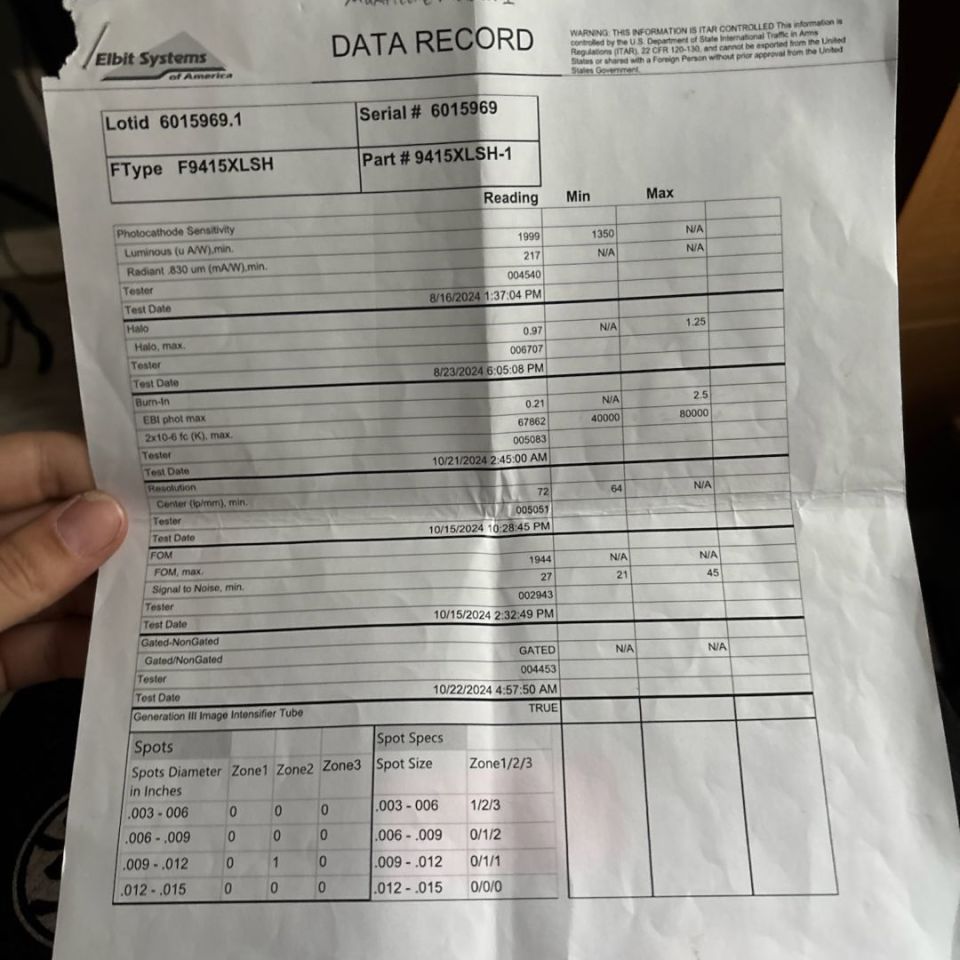 Elbit Systems
of America
DATA RECORD
WARNING: THIS INFORMATION IS ITAR CONTROLLED This information is
controlled by the U.S. Department of State International Traffic in Arms
Regulations (ITAR), 22 CFR 120-130, and cannot be exported from the United
States or shared with a Foreign Person without prior approval from the United
States Government.
Lotid 6015969.1 Serial # 6015969
FType F9415XLSH Part # 9415XLSH-1
Reading Min Max
Photocathode Sensitivity
Luminous (u A/W),min. 1999 1350 N/A
Radiant .830 um (mA/W),min. 217 N/A N/A
Tester 004540
Test Date 8/16/2024 1:37:04 PM
Halo
Halo, max. 0.97 N/A 1.25
Tester 006707
Test Date 8/23/2024 6:05:08 PM
Burn-In
EBI phot max 0.21 N/A 2.5
2x10-6 fc (K), max. 67862 40000 80000
Tester 005083
Test Date 10/21/2024 2:45:00 AM
Resolution
Center (lp/mm), min. 72 64 N/A
Tester 005051
Test Date 10/15/2024 10:28:45 PM
FOM
FOM, max. 1944 N/A N/A
Signal to Noise, min. 27 21 45
Tester 002943
Test Date 10/15/2024 2:32:49 PM
Gated-NonGated
Gated/NonGated GATED N/A N/A
Tester 004453
Test Date 10/22/2024 4:57:50 AM
Generation III Image Intensifier Tube TRUE
Spots
Spots Diameter in Inches Zone1 Zone2 Zone3
.003 - 006 0 0 0
.006 - .009 0 0 0
.009 - .012 0 1 0
.012 - .015 0 0 0
Spot Specs
Spot Size Zone1/2/3
.003 - 006 1/2/3
.006 - .009 0/1/2
.009 - .012 0/1/1
.012 - .015 0/0/0